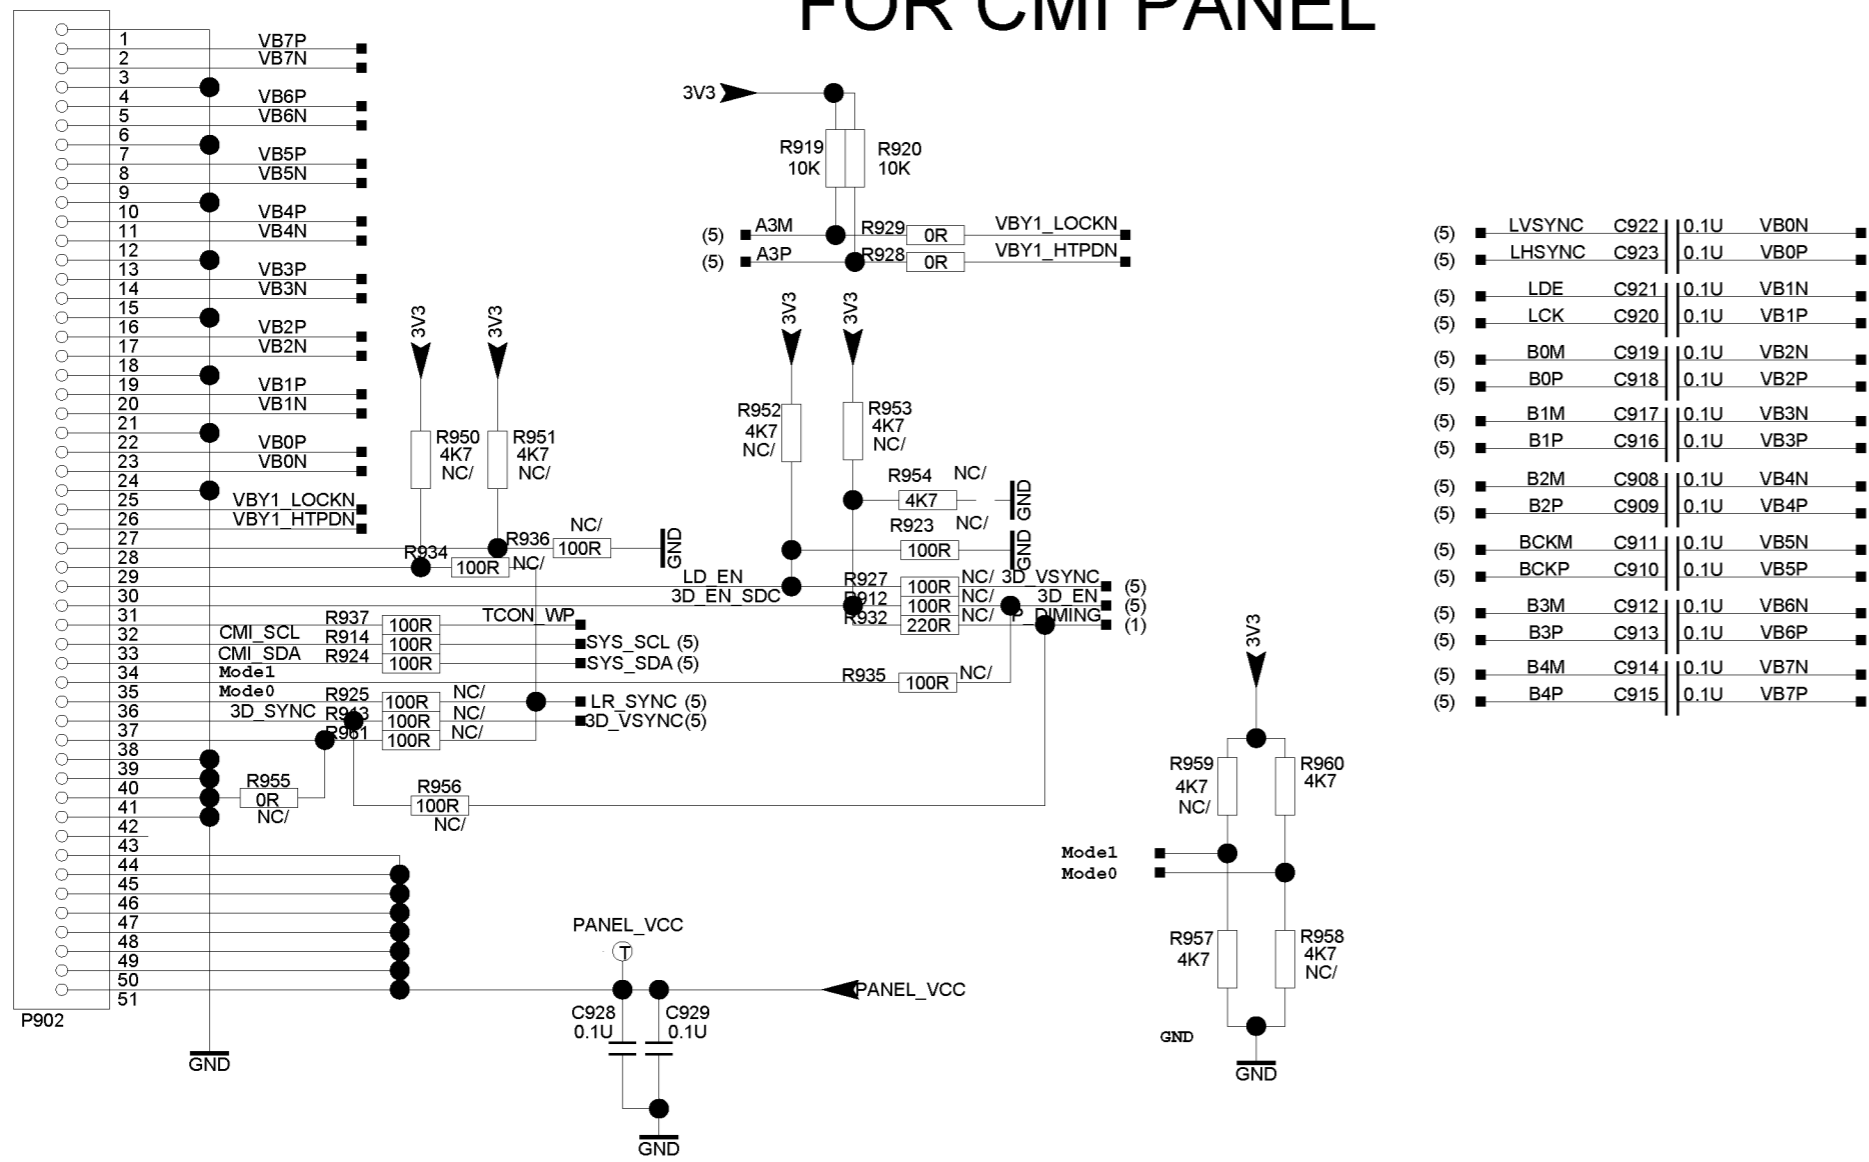 FOR CMI PANEL
1 VB7P
2 VB7N
3
4 VB6P
5 VB6N
6
7 VB5P
8 VB5N
9
10 VB4P
11 VB4N
12
13 VB3P
14 VB3N
15
16 VB2P
17 VB2N
18
19 VB1P
20 VB1N
21
22 VB0P
23 VB0N
24
25 VBY1_LOCKN
26 VBY1_HTPDN
27
28
29
30
31
32
33
34
35
36
37
38
39
40
41
42
43
44
45
46
47
48
49
50
51
P902
GND
3V3
R919 10K
R920 10K
(5) A3M R929 0R VBY1_LOCKN
(5) A3P R928 0R VBY1_HTPDN
3V3 3V3
R950 4K7 NC/
R951 4K7 NC/
R936 100R NC/ GND
R934 100R NC/
3V3 3V3
R952 4K7 NC/
R953 4K7 NC/
R954 4K7 NC/ GND
R923 100R NC/ GND
LD_EN R927 100R NC/ 3D_VSYNC (5)
3D_EN_SDC R912 100R NC/ 3D_EN (5)
R932 220R NC/ P_DIMING (1)
R937 100R TCON_WP
CMI_SCL R914 100R SYS_SCL (5)
CMI_SDA R924 100R SYS_SDA (5)
Mode1
Mode0
R935 100R NC/
R925 100R NC/ LR_SYNC (5)
3D_SYNC R913 100R NC/ 3D_VSYNC (5)
R961 100R NC/
R955 0R NC/
R956 100R NC/
PANEL_VCC
T
PANEL_VCC
C928 0.1U
C929 0.1U
GND
3V3
R959 4K7 NC/
R960 4K7
Mode1
Mode0
R957 4K7
R958 4K7 NC/
GND
GND
(5) LVSYNC C922 0.1U VB0N
(5) LHSYNC C923 0.1U VB0P
(5) LDE C921 0.1U VB1N
(5) LCK C920 0.1U VB1P
(5) B0M C919 0.1U VB2N
(5) B0P C918 0.1U VB2P
(5) B1M C917 0.1U VB3N
(5) B1P C916 0.1U VB3P
(5) B2M C908 0.1U VB4N
(5) B2P C909 0.1U VB4P
(5) BCKM C911 0.1U VB5N
(5) BCKP C910 0.1U VB5P
(5) B3M C912 0.1U VB6N
(5) B3P C913 0.1U VB6P
(5) B4M C914 0.1U VB7N
(5) B4P C915 0.1U VB7P